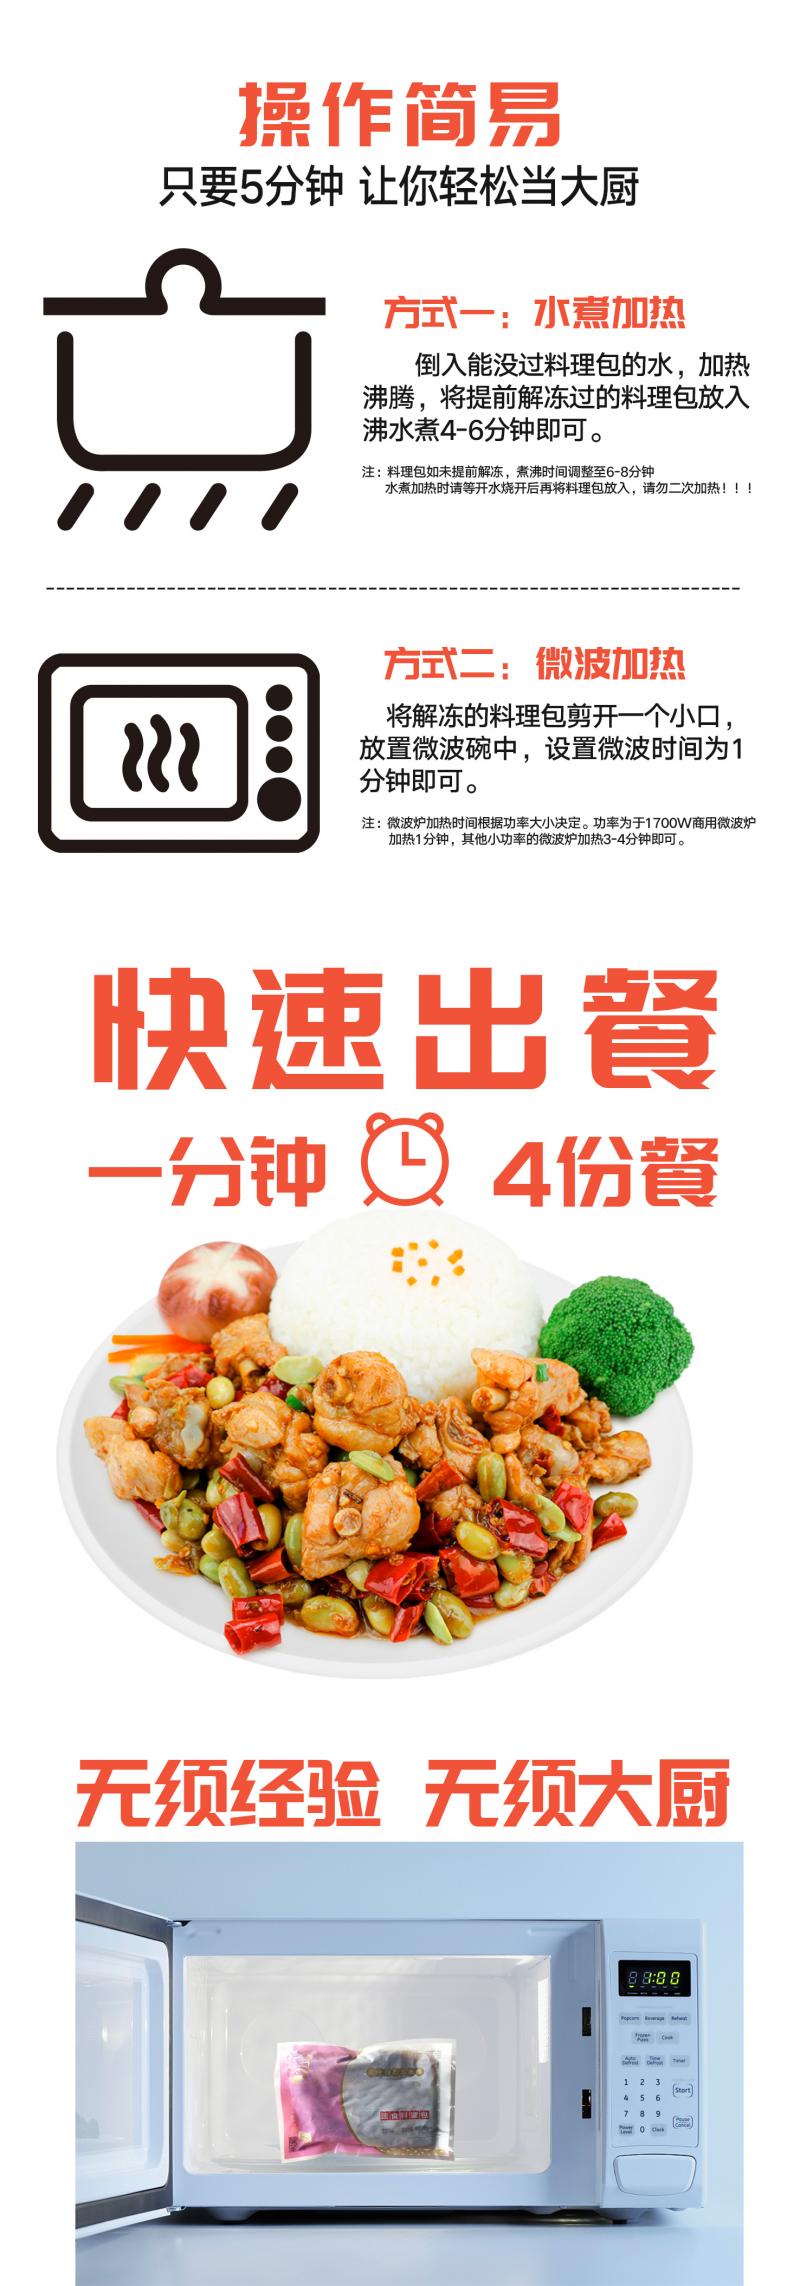 操作简易
只要5分钟 让你轻松当大厨
方式一：水煮加热
倒入能没过料理包的水，加热
沸腾，将提前解冻过的料理包放入
沸水煮4-6分钟即可。
注：料理包如未提前解冻，煮沸时间调整至6-8分钟
水煮加热时请等开水烧开后再将料理包放入，请勿二次加热！！！
方式二：微波加热
将解冻的料理包剪开一个小口，
放置微波碗中，设置微波时间为1
分钟即可。
注：微波炉加热时间根据功率大小决定。功率为于1700W商用微波炉
加热1分钟，其他小功率的微波炉加热3-4分钟即可。
快速出餐
一分钟 4份餐
无须经验 无须大厨
1:00
Popcorn Beverage Reheat
Frozen Pizza Cook
Auto Defrost Time Defrost Timer
1 2 3
4 5 6 Start
7 8 9
Power Level 0 Clock Pause Cancel
速食料理包